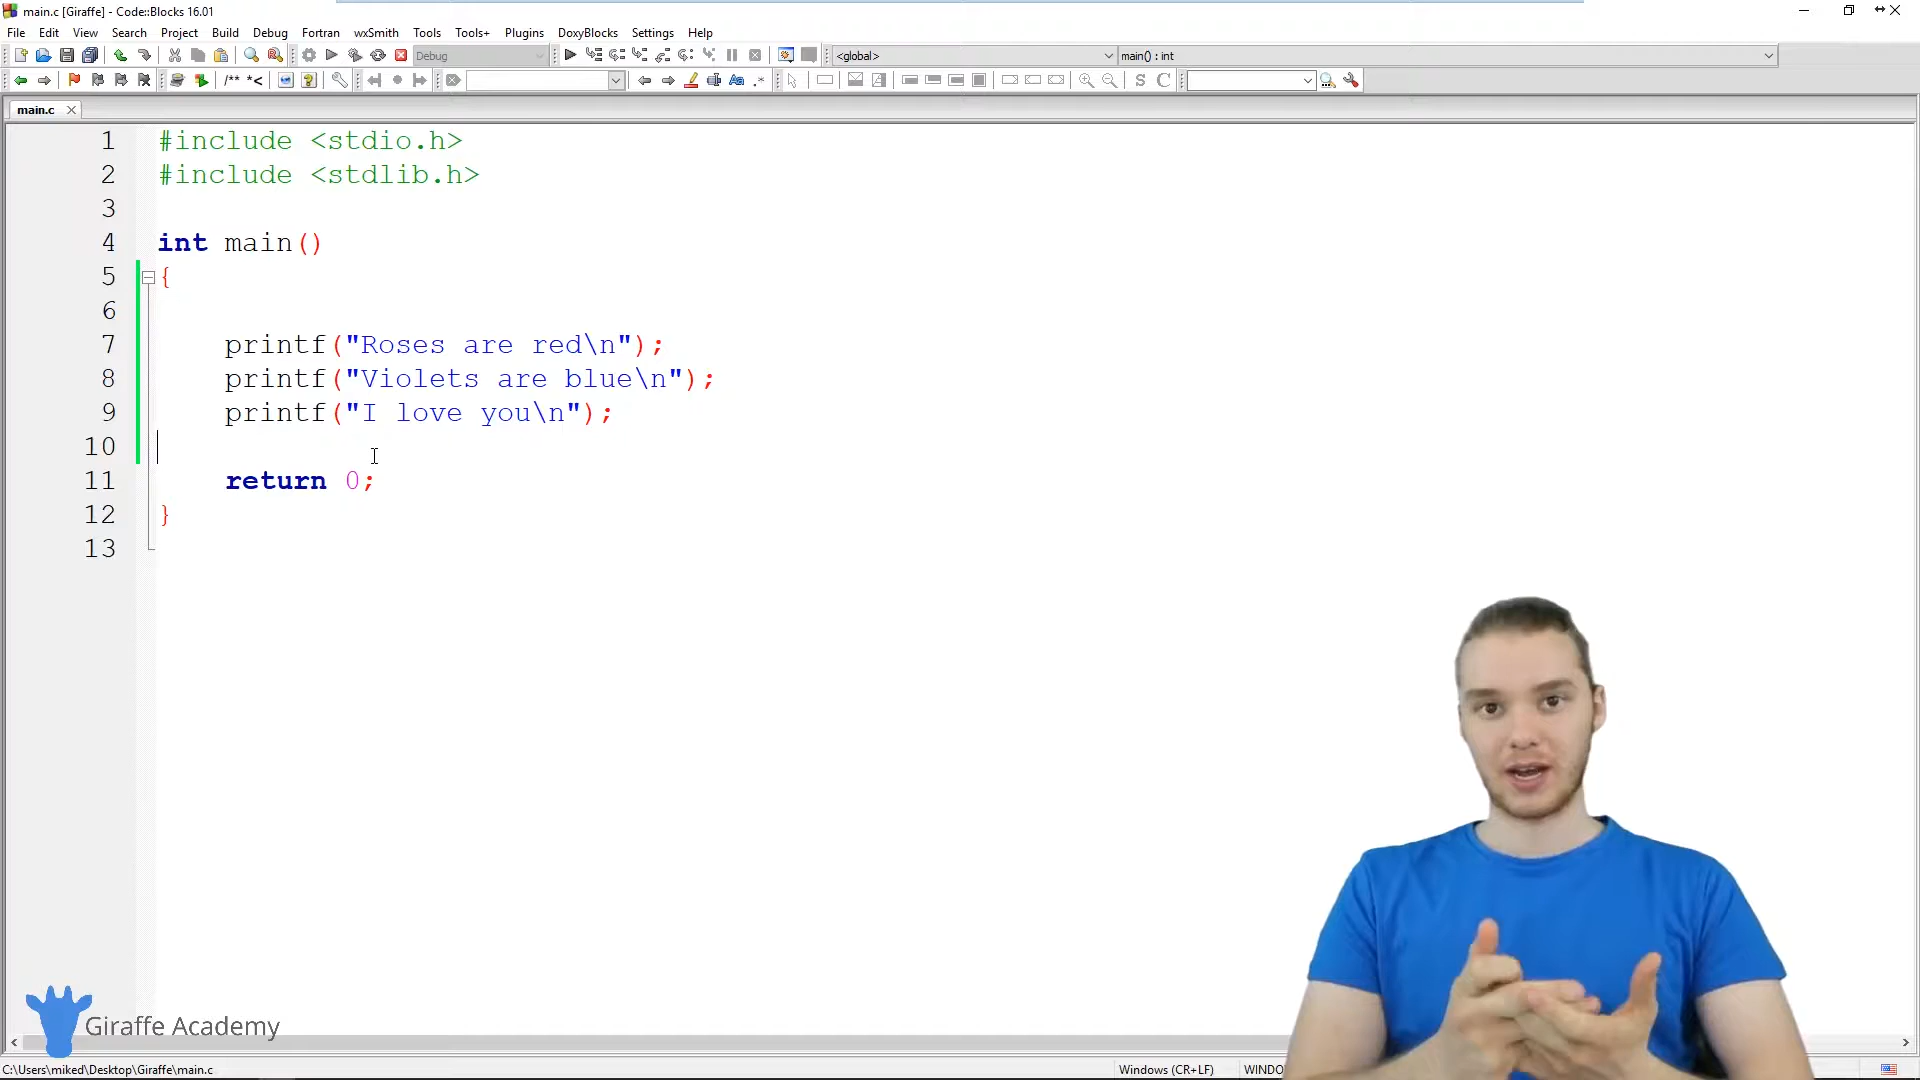 main.c [Giraffe] - Code::Blocks 16.01
File Edit View Search Project Build Debug Fortran wxSmith Tools Tools+ Plugins DoxyBlocks Settings Help
Debug <global> main() : int
/** *< Aa .* S C
main.c
1 #include <stdio.h>
2 #include <stdlib.h>
3
4 int main()
5 {
6
7 printf("Roses are red\n");
8 printf("Violets are blue\n");
9 printf("I love you\n");
10
11 return 0;
12 }
13
Giraffe Academy
C:\Users\miked\Desktop\Giraffe\main.c Windows (CR+LF) WINDO